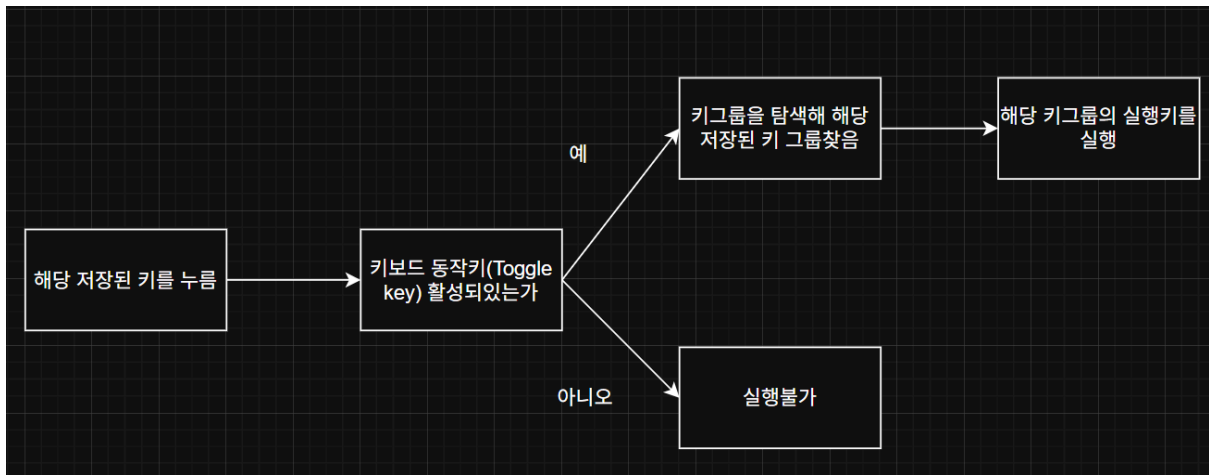 해당 저장된 키를 누름
키보드 동작키(Toggle
key) 활성되있는가
예
키그룹을 탐색해 해당
저장된 키 그룹찾음
해당 키그룹의 실행키를
실행
아니오
실행불가